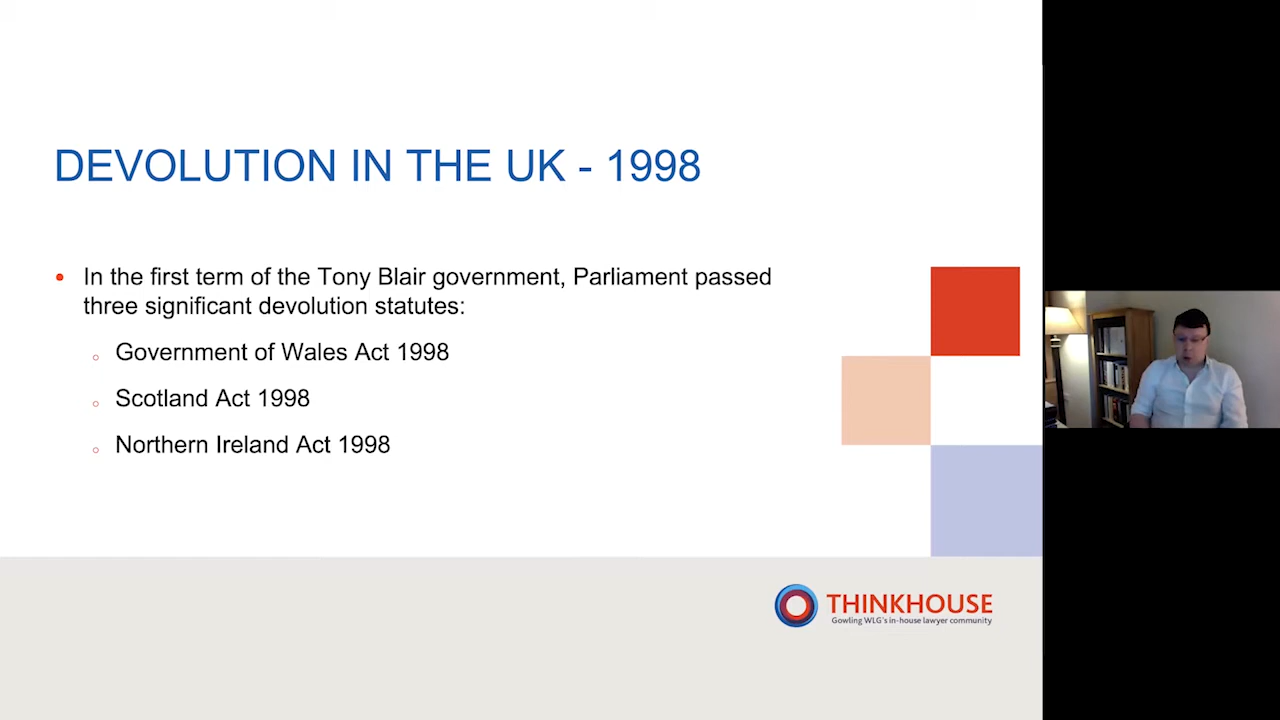 DEVOLUTION IN THE UK - 1998
• In the first term of the Tony Blair government, Parliament passed
three significant devolution statutes:
○ Government of Wales Act 1998
○ Scotland Act 1998
○ Northern Ireland Act 1998
THINKHOUSE
Gowling WLG's in-house lawyer community